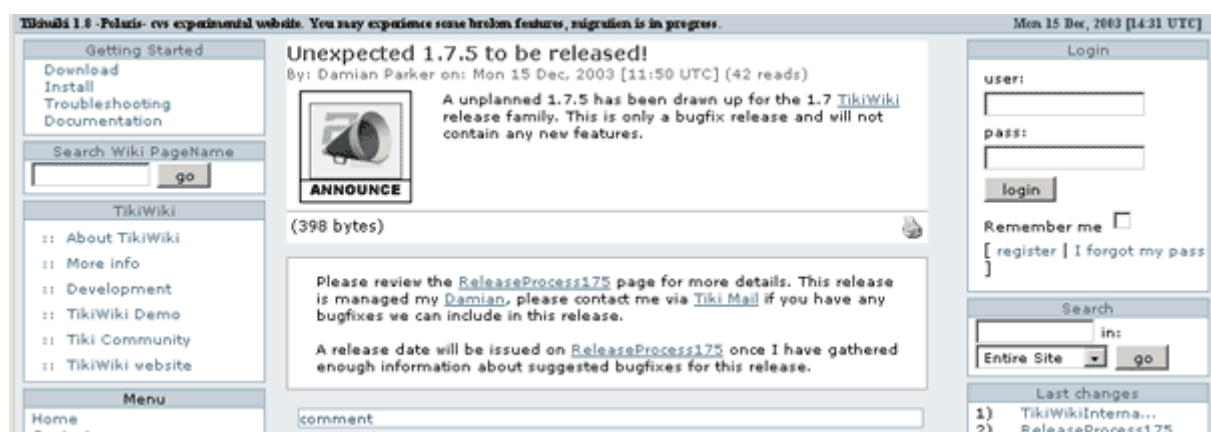 Tikiwiki 1.8 -Polaris- cvs experimental website. You may experience some broken features, migration is in progress.
Mon 15 Dec, 2003 [14:31 UTC]
Getting Started
Download
Install
Troubleshooting
Documentation
Search Wiki PageName
go
TikiWiki
:: About TikiWiki
:: More info
:: Development
:: TikiWiki Demo
:: Tiki Community
:: TikiWiki website
Menu
Home
Unexpected 1.7.5 to be released!
By: Damian Parker on: Mon 15 Dec, 2003 [11:50 UTC] (42 reads)
ANNOUNCE
A unplanned 1.7.5 has been drawn up for the 1.7 TikiWiki
release family. This is only a bugfix release and will not
contain any new features.
(398 bytes)
Please review the ReleaseProcess175 page for more details. This release
is managed my Damian, please contact me via Tiki Mail if you have any
bugfixes we can include in this release.
A release date will be issued on ReleaseProcess175 once I have gathered
enough information about suggested bugfixes for this release.
comment
Login
user:
pass:
login
Remember me
[ register | I forgot my pass
]
Search
in:
Entire Site
go
Last changes
1) TikiWikiInterna...
2) ReleaseProcess175